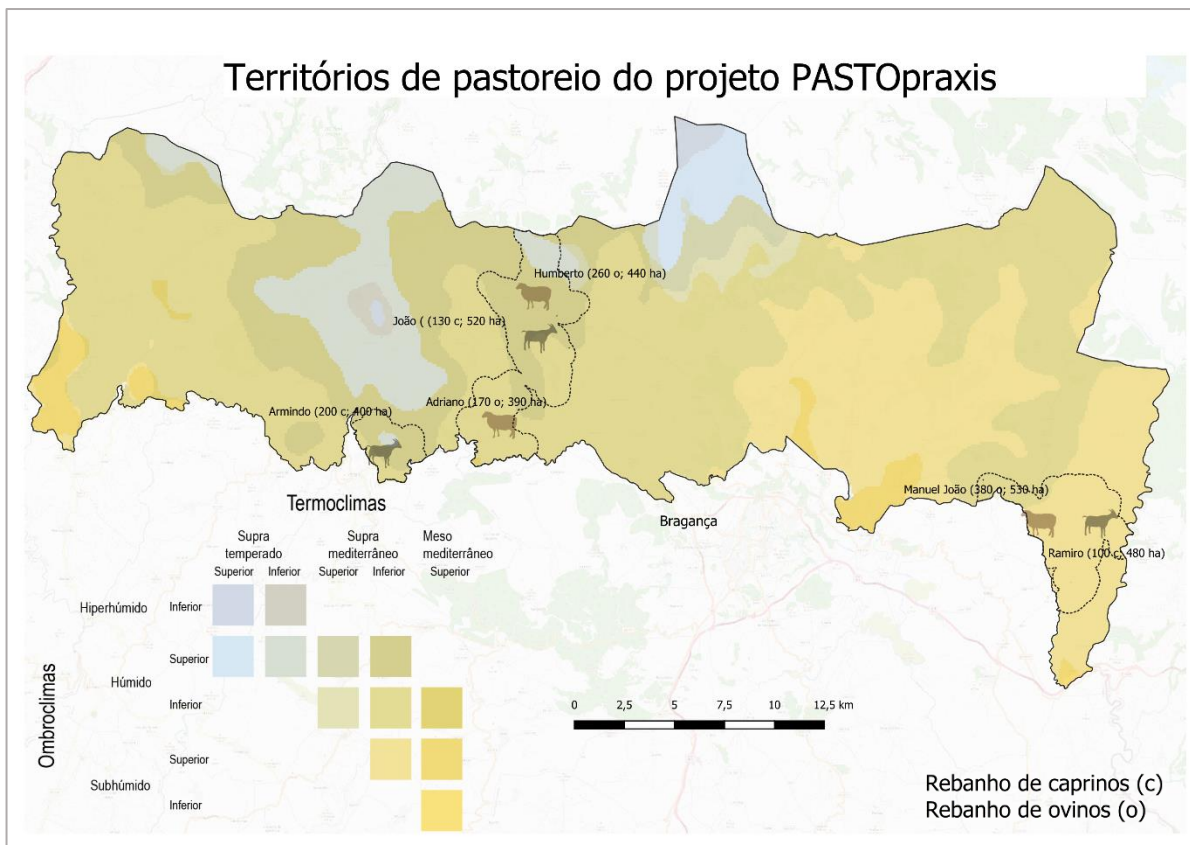 Territórios de pastoreio do projeto PASTOpraxis
Humberto (260 o; 440 ha)
João ( (130 c; 520 ha)
Adriano (170 o; 390 ha)
Armindo (200 c; 400 ha)
Manuel João (380 o; 530 ha)
Bragança
Ramiro (100 c; 480 ha)
Termoclimas
Supra temperado
Supra mediterrâneo
Meso mediterrâneo
Superior Inferior Superior Inferior Superior
Ombroclimas
Hiperhúmido Inferior
Húmido
Superior
Inferior
Subhúmido
Superior
Inferior
0 2,5 5 7,5 10 12,5 km
Rebanho de caprinos (c)
Rebanho de ovinos (o)